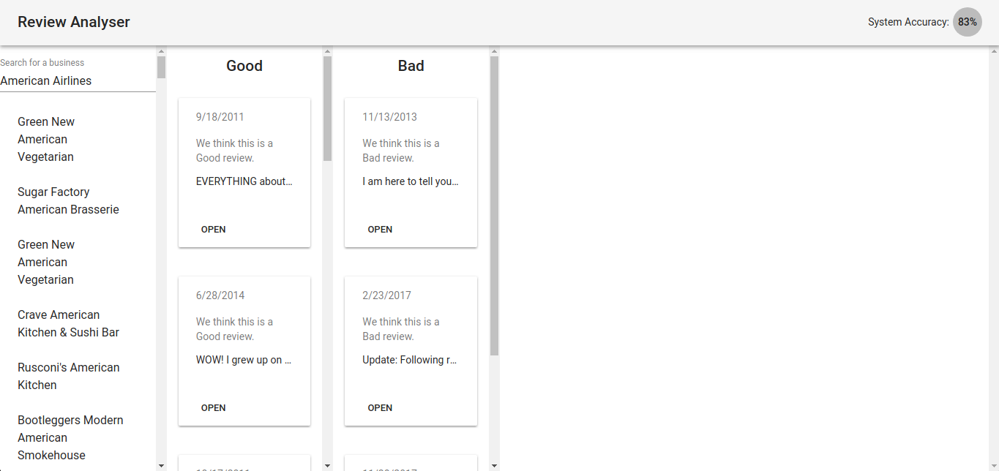 Review Analyser
System Accuracy: 83%
Search for a business
American Airlines
Green New
American
Vegetarian
Sugar Factory
American Brasserie
Green New
American
Vegetarian
Crave American
Kitchen & Sushi Bar
Rusconi's American
Kitchen
Bootleggers Modern
American
Smokehouse
Good
9/18/2011
We think this is a
Good review.
EVERYTHING about...
OPEN
6/28/2014
We think this is a
Good review.
WOW! I grew up on ...
OPEN
Bad
11/13/2013
We think this is a
Bad review.
I am here to tell you...
OPEN
2/23/2017
We think this is a
Bad review.
Update: Following r...
OPEN